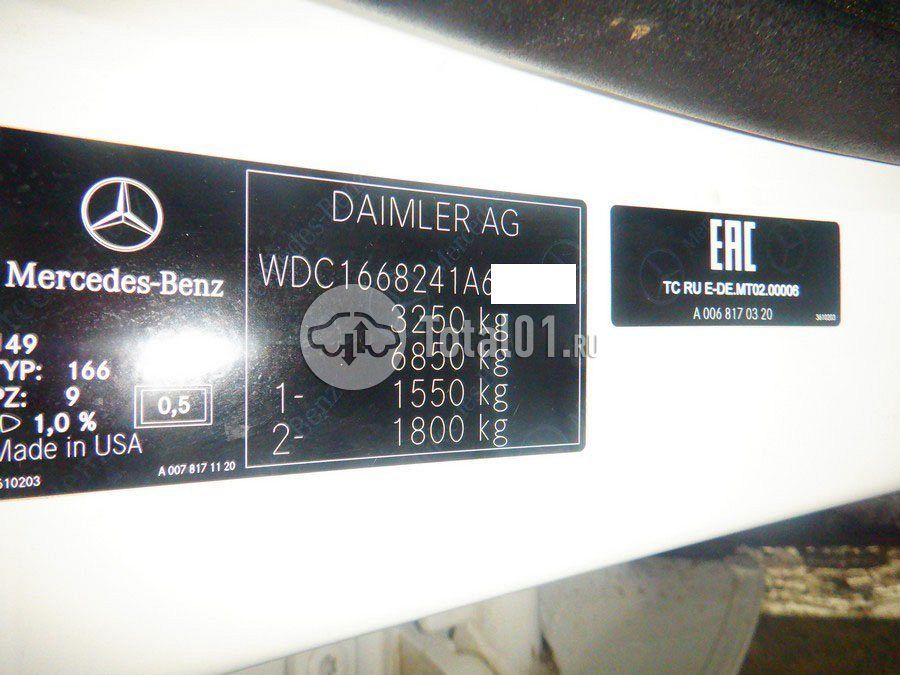 Mercedes-Benz
149
TYP: 166
PZ: 9
1,0 %
0,5
Made in USA
610203
A 007 817 11 20
DAIMLER AG
WDC1668241A6
3250 kg
6850 kg
1- 1550 kg
2- 1800 kg
Total01.RU
EAC
TC RU E-DE.MT02.00006
A 006 817 03 20
3610203